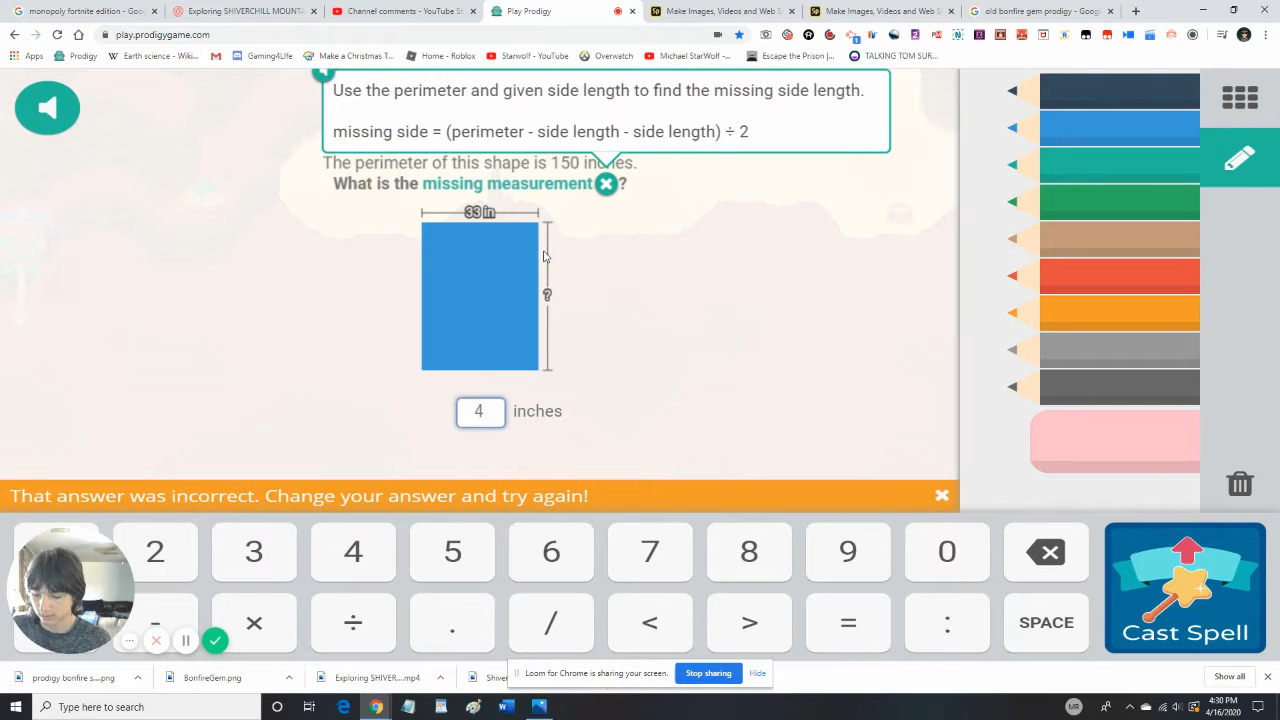 monopoly fortnite edition - Goog
Exploring SHIVERCHILL MOUNTA
Channel comments - YouTube St
Play Prodigy
Make Images, Videos and Web S
Make Images, Videos and Web S
old bonfire gem prodigy - Googl
play.prodigygame.com
Apps
Prodigy
Earth science - Wiki...
Gaming4Life
Make a Christmas T...
Home - Roblox
Starwolf - YouTube
Overwatch
Michael StarWolf -...
Escape the Prison |...
TALKING TOM SUR...
Use the perimeter and given side length to find the missing side length.
missing side = (perimeter - side length - side length) ÷ 2
The perimeter of this shape is 150 inches.
What is the missing measurement ?
33 in
?
4 inches
That answer was incorrect. Change your answer and try again!
2 3 4 5 6 7 8 9 0
- × ÷ . / < > = : SPACE
Cast Spell
prodigy bonfire s....png
BonfireGem.png
Exploring SHIVER....mp4
Loom for Chrome is sharing your screen.
Stop sharing
Hide
Show all
Type here to search
MR
4:30 PM
4/16/2020